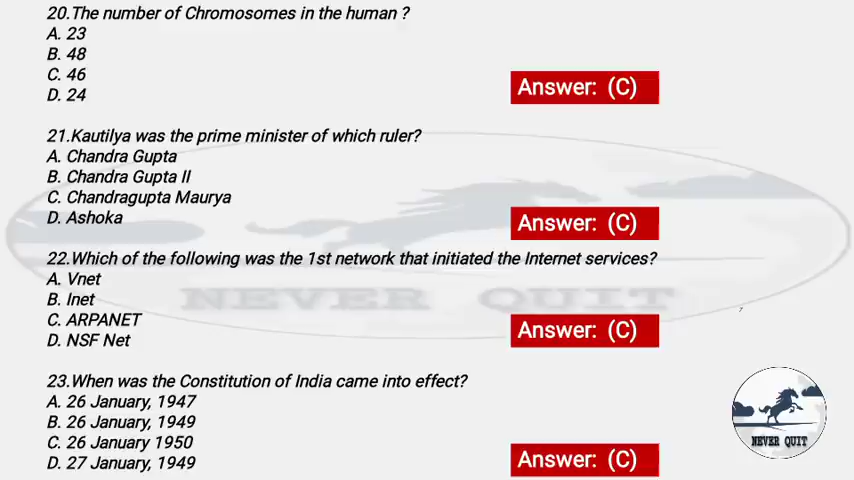 20.The number of Chromosomes in the human ?
A. 23
B. 48
C. 46
D. 24
Answer: (C)
21.Kautilya was the prime minister of which ruler?
A. Chandra Gupta
B. Chandra Gupta II
C. Chandragupta Maurya
D. Ashoka
Answer: (C)
22.Which of the following was the 1st network that initiated the Internet services?
A. Vnet
B. Inet
C. ARPANET
D. NSF Net
Answer: (C)
NEVER QUIT
23.When was the Constitution of India came into effect?
A. 26 January, 1947
B. 26 January, 1949
C. 26 January 1950
D. 27 January, 1949
Answer: (C)
NEVER QUIT